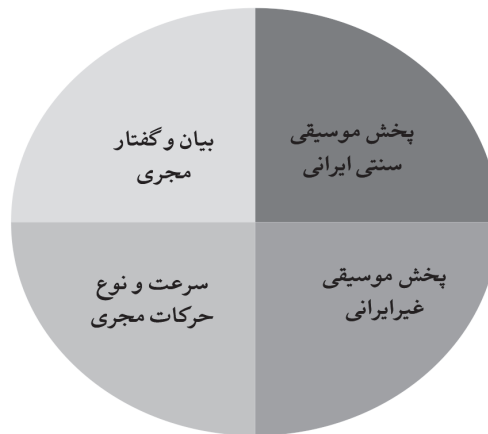 پخش موسیقی
سنتی ایرانی
بیان و گفتار
مجری
پخش موسیقی
غیرایرانی
سرعت و نوع
حرکات مجری